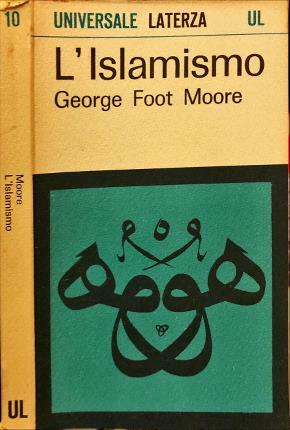 10
UNIVERSALE LATERZA UL
L'Islamismo
George Foot Moore
Moore
L'Islamismo
UL